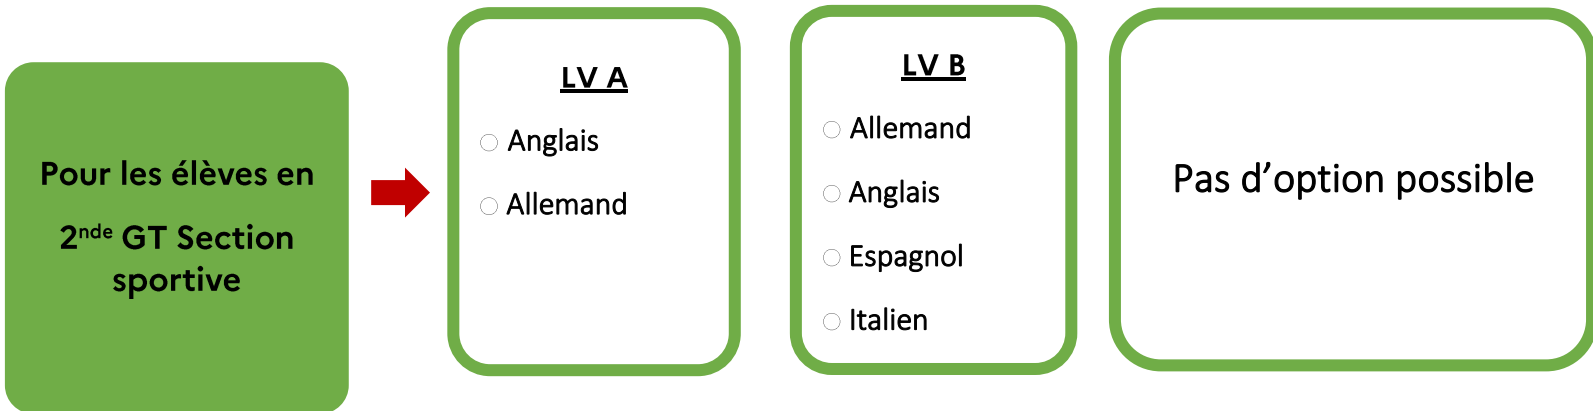 Pour les élèves en
2nde GT Section
sportive
LV A
Anglais
Allemand
LV B
Allemand
Anglais
Espagnol
Italien
Pas d’option possible